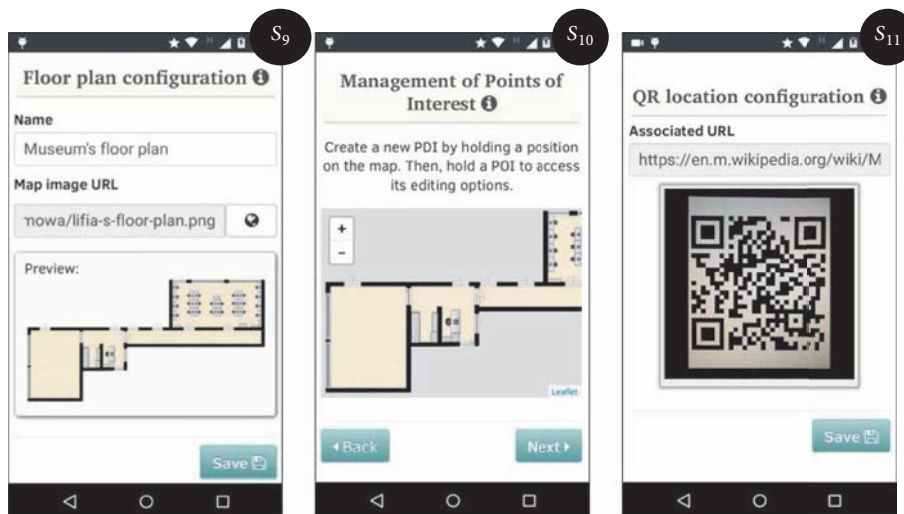 S9
Floor plan configuration
Name
Museum's floor plan
Map image URL
nowa/lifia-s-floor-plan.png
Preview:
Save
S10
Management of Points of
Interest
Create a new PDI by holding a position
on the map. Then, hold a POI to access
its editing options.
+
−
Leaflet
Back
Next
S11
QR location configuration
Associated URL
https://en.m.wikipedia.org/wiki/M
Save